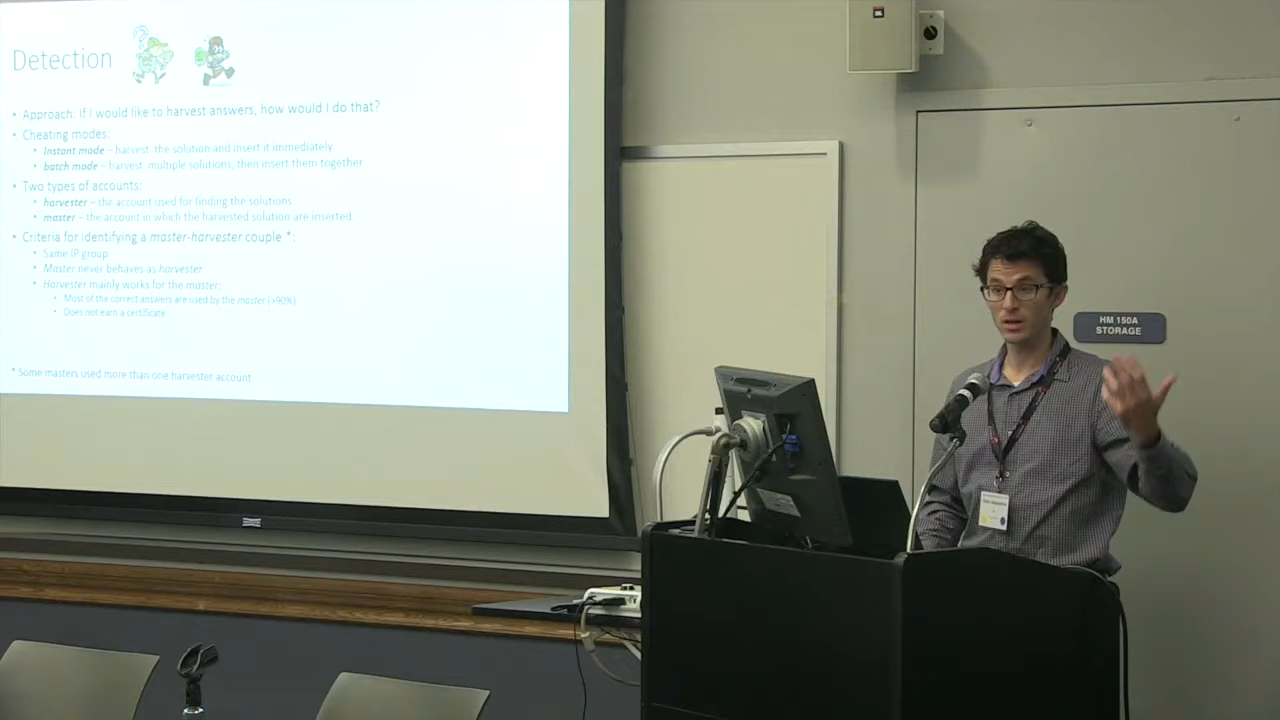 Detection
• Approach: if I would like to harvest answers, how would I do that?
• Cheating modes:
• Instant mode – harvest the solution and insert it immediately
• batch mode – harvest multiple solutions, then insert them together
• Two types of accounts:
• harvester – the account used for finding the solutions
• master – the account in which the harvested solution are inserted.
• Criteria for identifying a master-harvester couple *:
• Same IP group
• Master never behaves as harvester
• Harvester mainly works for the master:
• Most of the correct answers are used by the master (>90%)
• Does not earn a certificate
* Some masters used more than one harvester account
HM 150A
STORAGE